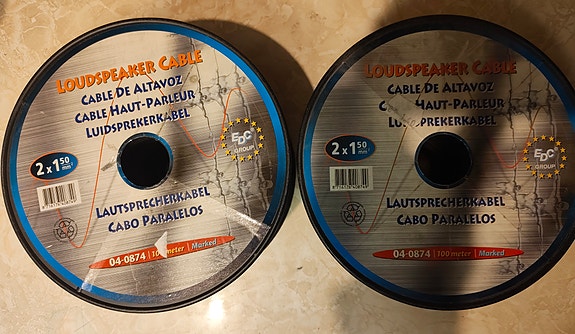 LOUDSPEAKER CABLE
CABLE DE ALTAVOZ
CABLE HAUT-PARLEUR
LUIDSPREKERKABEL
EDC
GROUP
2 x 1 50 mm²
LAUTSPRECHERKABEL
CABO PARALELOS
04-0874 | 100 meter | Marked
LOUDSPEAKER CABLE
CABLE DE ALTAVOZ
HAUT-PARLEUR
EDC
GROUP
2 x 1 50 mm²
LAUTSPRECHERKABEL
CABO PARALELOS
04-0874 | 100 meter | Marked